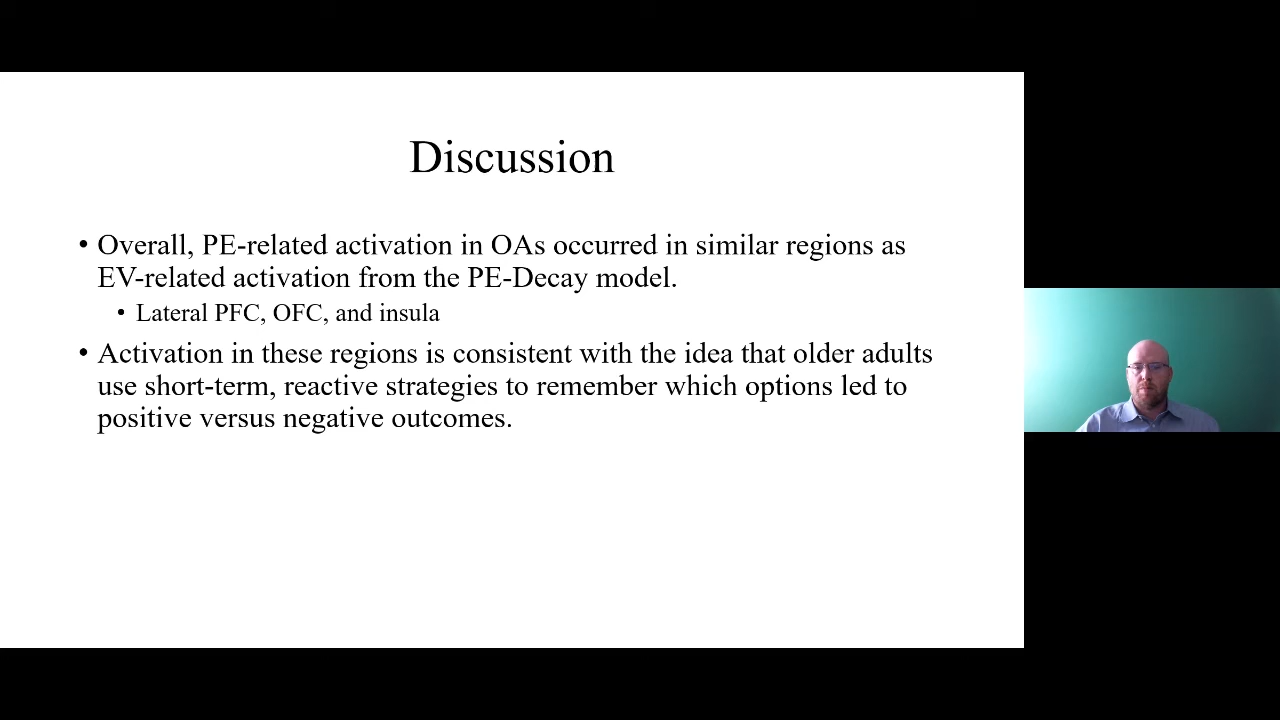 Discussion
• Overall, PE-related activation in OAs occurred in similar regions as
EV-related activation from the PE-Decay model.
• Lateral PFC, OFC, and insula
• Activation in these regions is consistent with the idea that older adults
use short-term, reactive strategies to remember which options led to
positive versus negative outcomes.